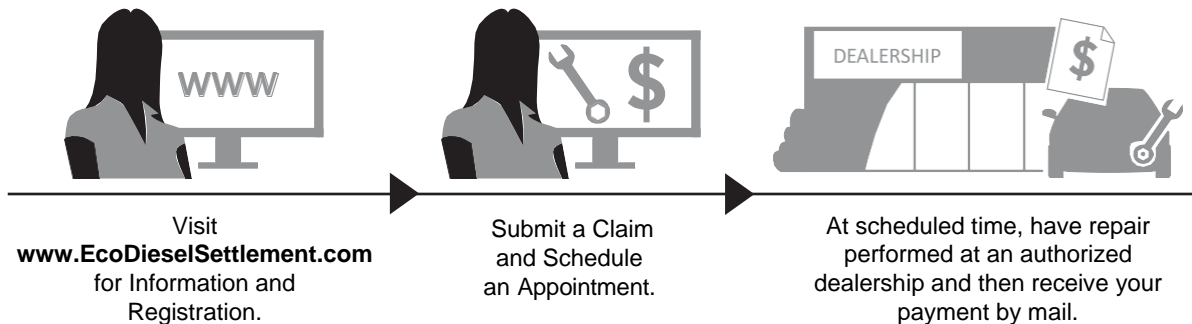 WWW
$
DEALERSHIP
$
Visit
www.EcoDieselSettlement.com
for Information and
Registration.
Submit a Claim
and Schedule
an Appointment.
At scheduled time, have repair
performed at an authorized
dealership and then receive your
payment by mail.